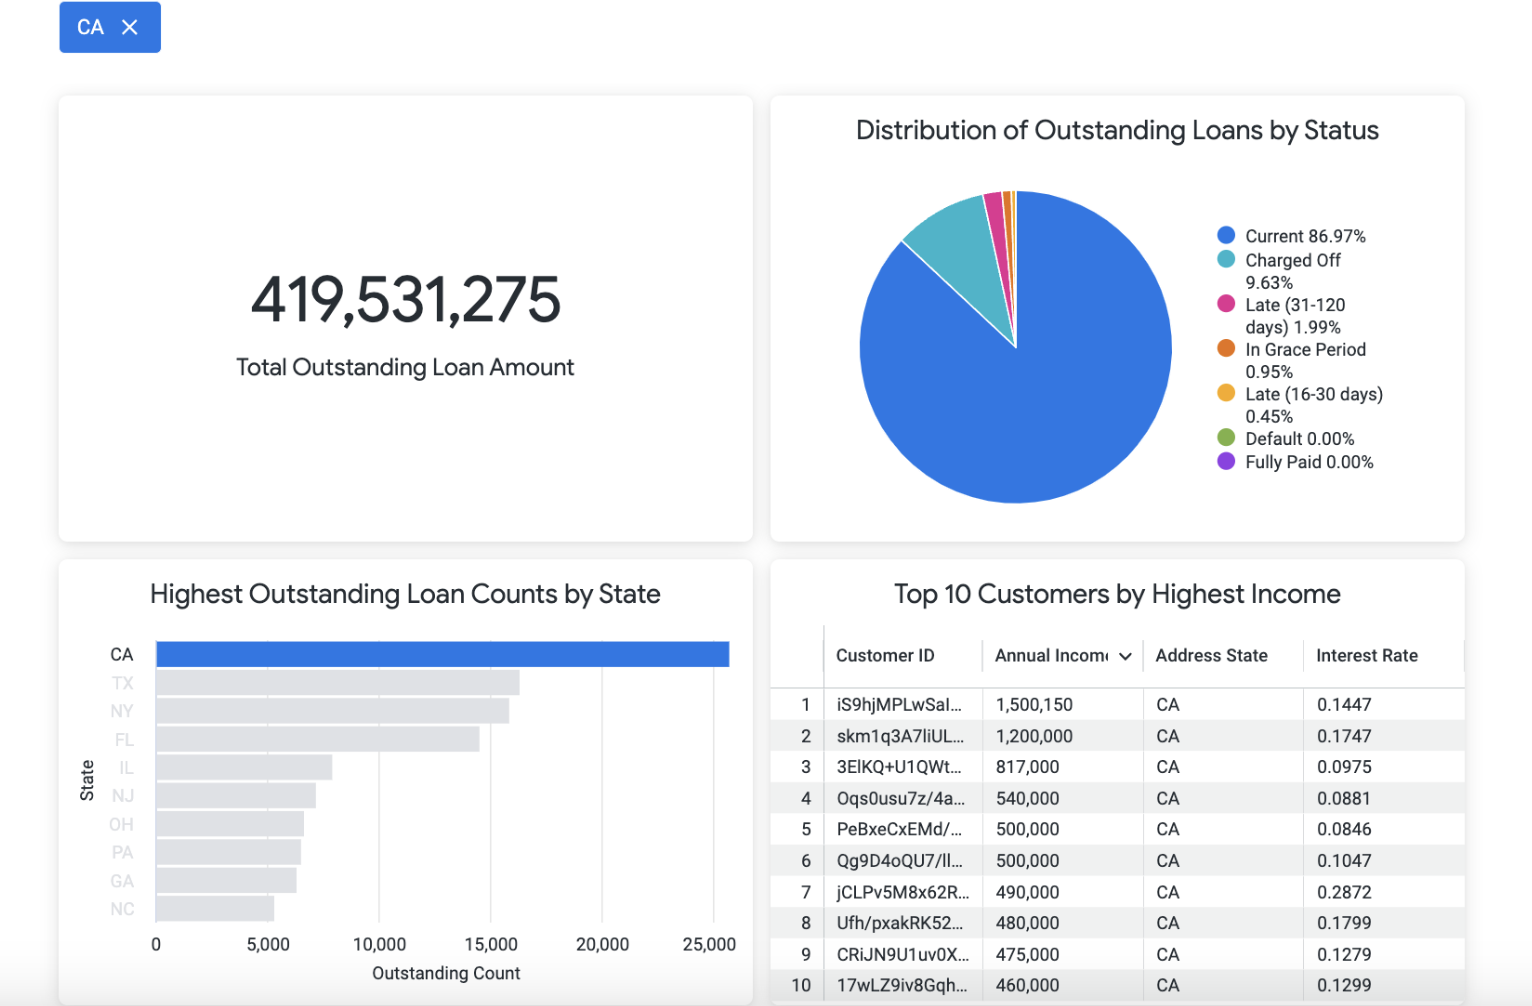 CA ✕
419,531,275
Total Outstanding Loan Amount
Distribution of Outstanding Loans by Status
Current 86.97%
Charged Off
9.63%
Late (31-120
days) 1.99%
In Grace Period
0.95%
Late (16-30 days)
0.45%
Default 0.00%
Fully Paid 0.00%
Highest Outstanding Loan Counts by State
State
CA
TX
NY
FL
IL
NJ
OH
PA
GA
NC
0 5,000 10,000 15,000 20,000 25,000
Outstanding Count
Top 10 Customers by Highest Income
Customer ID Annual Income Address State Interest Rate
1 iS9hjMPLwSaI... 1,500,150 CA 0.1447
2 skm1q3A7liUL... 1,200,000 CA 0.1747
3 3ElKQ+U1QWt... 817,000 CA 0.0975
4 Oqs0usu7z/4a... 540,000 CA 0.0881
5 PeBxeCxEMd/... 500,000 CA 0.0846
6 Qg9D4oQU7/ll... 500,000 CA 0.1047
7 jCLPv5M8x62R... 490,000 CA 0.2872
8 Ufh/pxakRK52... 480,000 CA 0.1799
9 CRiJN9U1uv0X... 475,000 CA 0.1279
10 17wLZ9iv8Gqh... 460,000 CA 0.1299